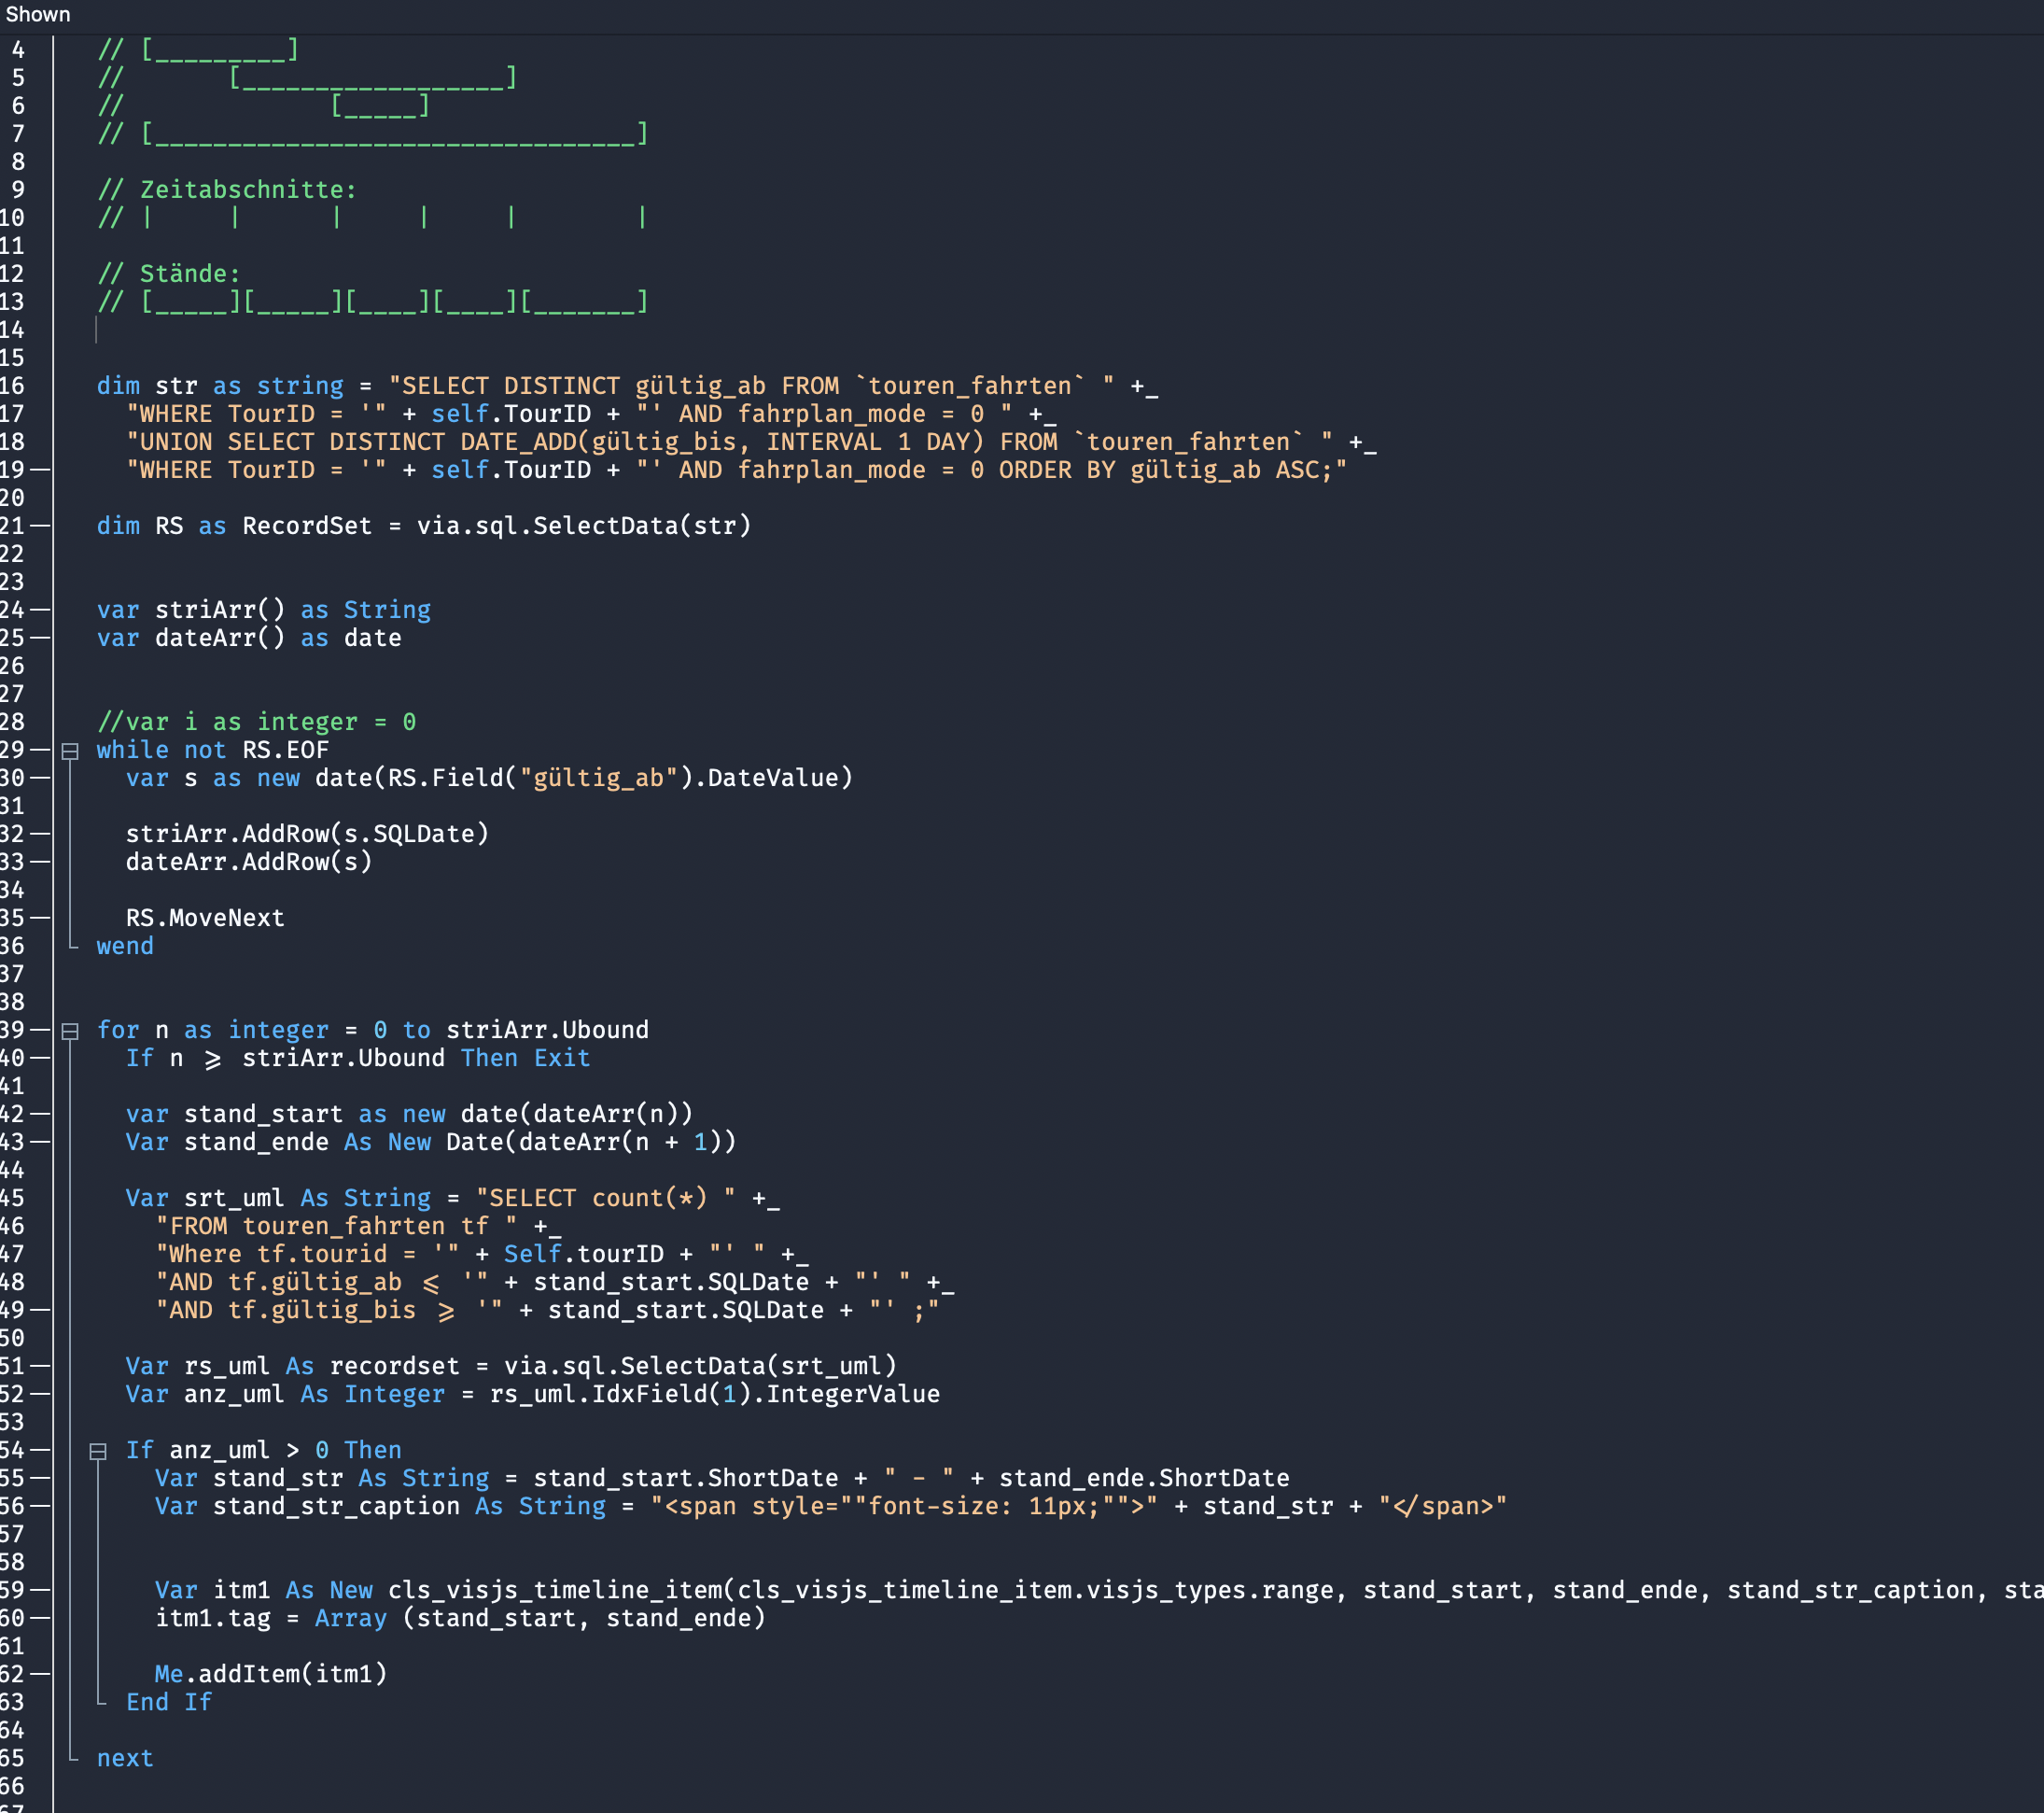 Shown
4 // [_________]
5 //       [__________________]
6 //              [_____]
7 // [_________________________________]
8
9 // Zeitabschnitte:
10 // |     |      |     |     |        |
11
12 // Stände:
13 // [_____][_____][____][____][_______]
14
15
16 dim str as string = "SELECT DISTINCT gültig_ab FROM `touren_fahrten` " +_
17 "WHERE TourID = '" + self.TourID + "' AND fahrplan_mode = 0 " +_
18 "UNION SELECT DISTINCT DATE_ADD(gültig_bis, INTERVAL 1 DAY) FROM `touren_fahrten` " +_
19 "WHERE TourID = '" + self.TourID + "' AND fahrplan_mode = 0 ORDER BY gültig_ab ASC;"
20
21 dim RS as RecordSet = via.sql.SelectData(str)
22
23
24 var striArr() as String
25 var dateArr() as date
26
27
28 //var i as integer = 0
29 while not RS.EOF
30 var s as new date(RS.Field("gültig_ab").DateValue)
31
32 striArr.AddRow(s.SQLDate)
33 dateArr.AddRow(s)
34
35 RS.MoveNext
36 wend
37
38
39 for n as integer = 0 to striArr.Ubound
40 If n >= striArr.Ubound Then Exit
41
42 var stand_start as new date(dateArr(n))
43 Var stand_ende As New Date(dateArr(n + 1))
44
45 Var srt_uml As String = "SELECT count(*) " +_
46 "FROM touren_fahrten tf " +_
47 "Where tf.tourid = '" + Self.tourID + "' " +_
48 "AND tf.gültig_ab <= '" + stand_start.SQLDate + "' " +_
49 "AND tf.gültig_bis >= '" + stand_start.SQLDate + "' ;"
50
51 Var rs_uml As recordset = via.sql.SelectData(srt_uml)
52 Var anz_uml As Integer = rs_uml.IdxField(1).IntegerValue
53
54 If anz_uml > 0 Then
55 Var stand_str As String = stand_start.ShortDate + " - " + stand_ende.ShortDate
56 Var stand_str_caption As String = "<span style=""font-size: 11px;"">" + stand_str + "</span>"
57
58
59 Var itm1 As New cls_visjs_timeline_item(cls_visjs_timeline_item.visjs_types.range, stand_start, stand_ende, stand_str_caption, sta
60 itm1.tag = Array (stand_start, stand_ende)
61
62 Me.addItem(itm1)
63 End If
64
65 next
66
67